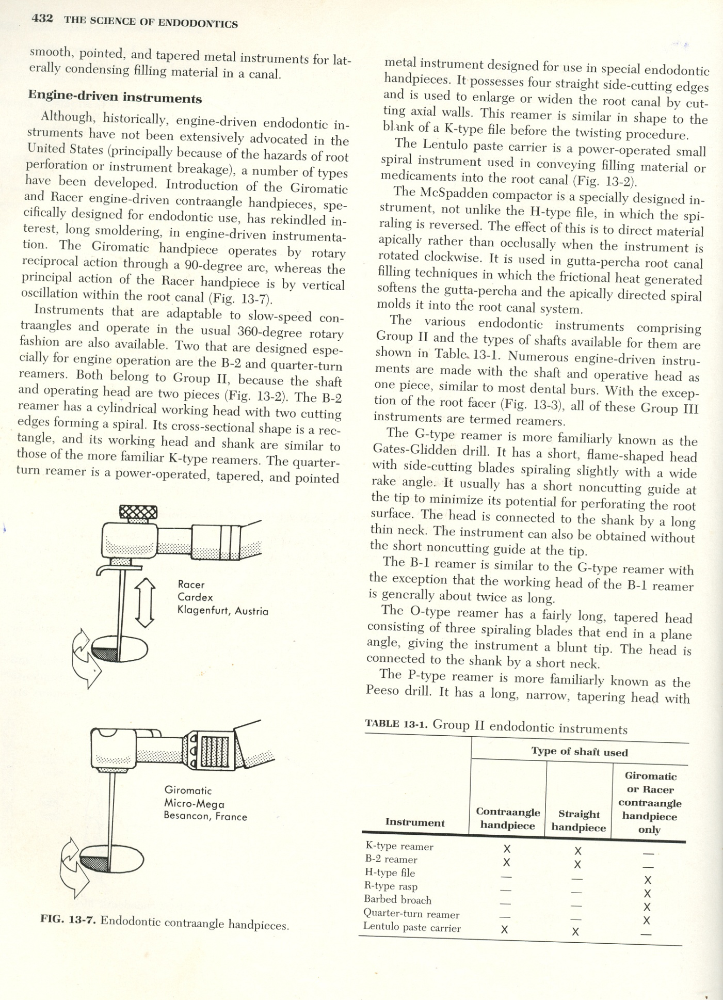 432 THE SCIENCE OF ENDODONTICS
smooth, pointed, and tapered metal instruments for lat-
erally condensing filling material in a canal.
Engine-driven instruments
Although, historically, engine-driven endodontic in-
struments have not been extensively advocated in the
United States (principally because of the hazards of root
perforation or instrument breakage), a number of types
have been developed. Introduction of the Giromatic
and Racer engine-driven contraangle handpieces, spe-
cifically designed for endodontic use, has rekindled in-
terest, long smoldering, in engine-driven instrumenta-
tion. The Giromatic handpiece operates by rotary
reciprocal action through a 90-degree arc, whereas the
principal action of the Racer handpiece is by vertical
oscillation within the root canal (Fig. 13-7).
Instruments that are adaptable to slow-speed con-
traangles and operate in the usual 360-degree rotary
fashion are also available. Two that are designed espe-
cially for engine operation are the B-2 and quarter-turn
reamers. Both belong to Group II, because the shaft
and operating head are two pieces (Fig. 13-2). The B-2
reamer has a cylindrical working head with two cutting
edges forming a spiral. Its cross-sectional shape is a rec-
tangle, and its working head and shank are similar to
those of the more familiar K-type reamers. The quarter-
turn reamer is a power-operated, tapered, and pointed
Racer
Cardex
Klagenfurt, Austria
Giromatic
Micro-Mega
Besancon, France
FIG. 13-7. Endodontic contraangle handpieces.
metal instrument designed for use in special endodontic
handpieces. It possesses four straight side-cutting edges
and is used to enlarge or widen the root canal by cut-
ting axial walls. This reamer is similar in shape to the
blank of a K-type file before the twisting procedure.
The Lentulo paste carrier is a power-operated small
spiral instrument used in conveying filling material or
medicaments into the root canal (Fig. 13-2).
The McSpadden compactor is a specially designed in-
strument, not unlike the H-type file, in which the spi-
raling is reversed. The effect of this is to direct material
apically rather than occlusally when the instrument is
rotated clockwise. It is used in gutta-percha root canal
filling techniques in which the frictional heat generated
softens the gutta-percha and the apically directed spiral
molds it into the root canal system.
The various endodontic instruments comprising
Group II and the types of shafts available for them are
shown in Table 13-1. Numerous engine-driven instru-
ments are made with the shaft and operative head as
one piece, similar to most dental burs. With the excep-
tion of the root facer (Fig. 13-3), all of these Group III
instruments are termed reamers.
The G-type reamer is more familiarly known as the
Gates-Glidden drill. It has a short, flame-shaped head
with side-cutting blades spiraling slightly with a wide
rake angle. It usually has a short noncutting guide at
the tip to minimize its potential for perforating the root
surface. The head is connected to the shank by a long
thin neck. The instrument can also be obtained without
the short noncutting guide at the tip.
The B-1 reamer is similar to the G-type reamer with
the exception that the working head of the B-1 reamer
is generally about twice as long.
The O-type reamer has a fairly long, tapered head
consisting of three spiraling blades that end in a plane
angle, giving the instrument a blunt tip. The head is
connected to the shank by a short neck.
The P-type reamer is more familiarly known as the
Peeso drill. It has a long, narrow, tapering head with
TABLE 13-1. Group II endodontic instruments
Type of shaft used
Giromatic
or Racer
contraangle
Contraangle Straight handpiece
Instrument handpiece handpiece only
K-type reamer X X —
B-2 reamer X X —
H-type file — — X
R-type rasp — — X
Barbed broach — — X
Quarter-turn reamer — — X
Lentulo paste carrier X X —